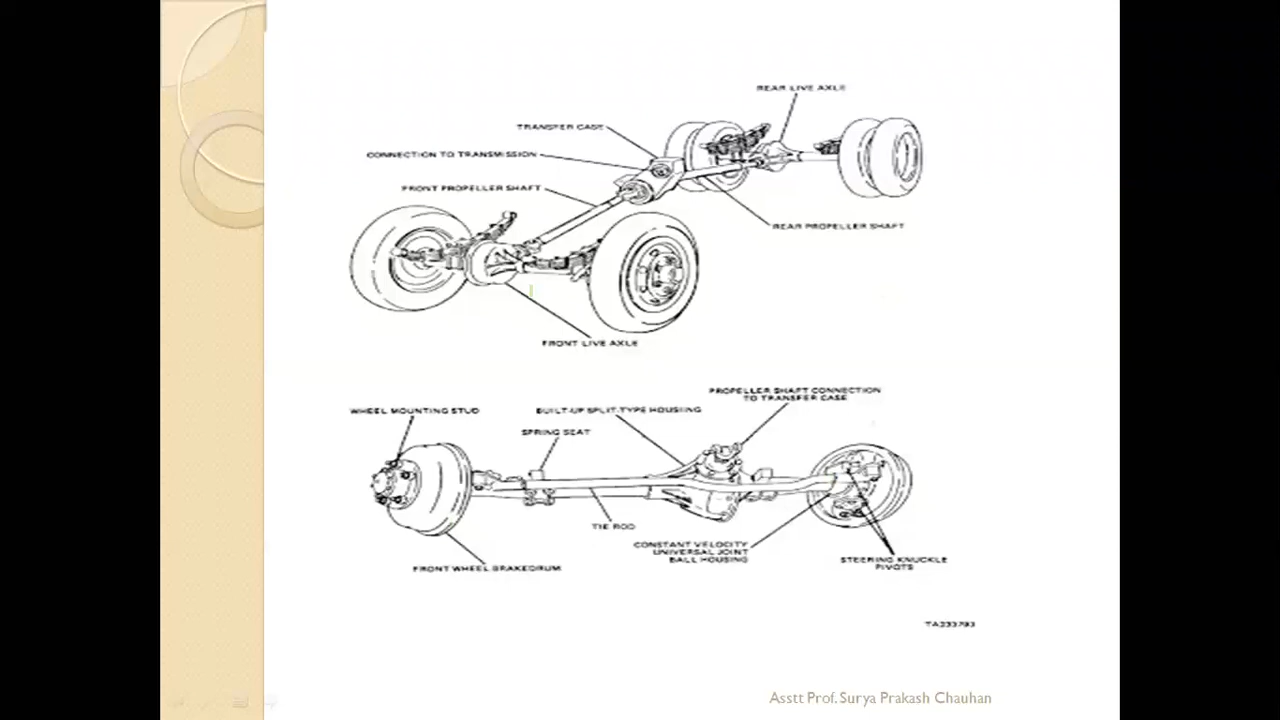 REAR LIVE AXLE
TRANSFER CASE
CONNECTION TO TRANSMISSION
FRONT PROPELLER SHAFT
REAR PROPELLER SHAFT
FRONT LIVE AXLE
PROPELLER SHAFT CONNECTION
TO TRANSFER CASE
WHEEL MOUNTING STUD
BUILT-UP SPLIT-TYPE HOUSIING
SPRING SEAT
TIE ROD
CONSTANT VELOCITY
UNIVERSAL JOINT
BALL HOUSING
STEERING KNUCKLE
PIVOTS
FRONT WHEEL BRAKEDRUM
TA233793
Asstt Prof. Surya Prakash Chauhan